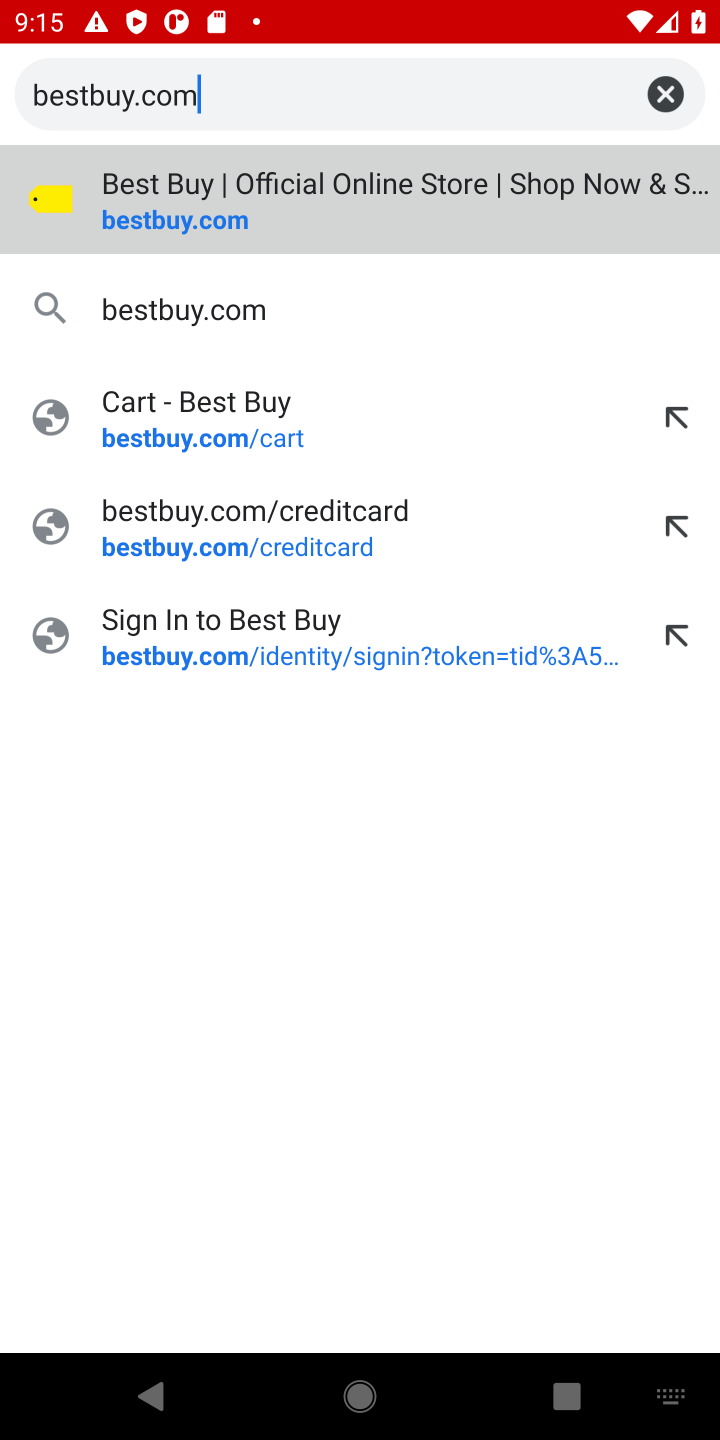 9:15
bestbuy.com
Best Buy | Official Online Store | Shop Now & S...
bestbuy.com
bestbuy.com
Cart - Best Buy
bestbuy.com/cart
bestbuy.com/creditcard
bestbuy.com/creditcard
Sign In to Best Buy
bestbuy.com/identity/signin?token=tid%3A5...